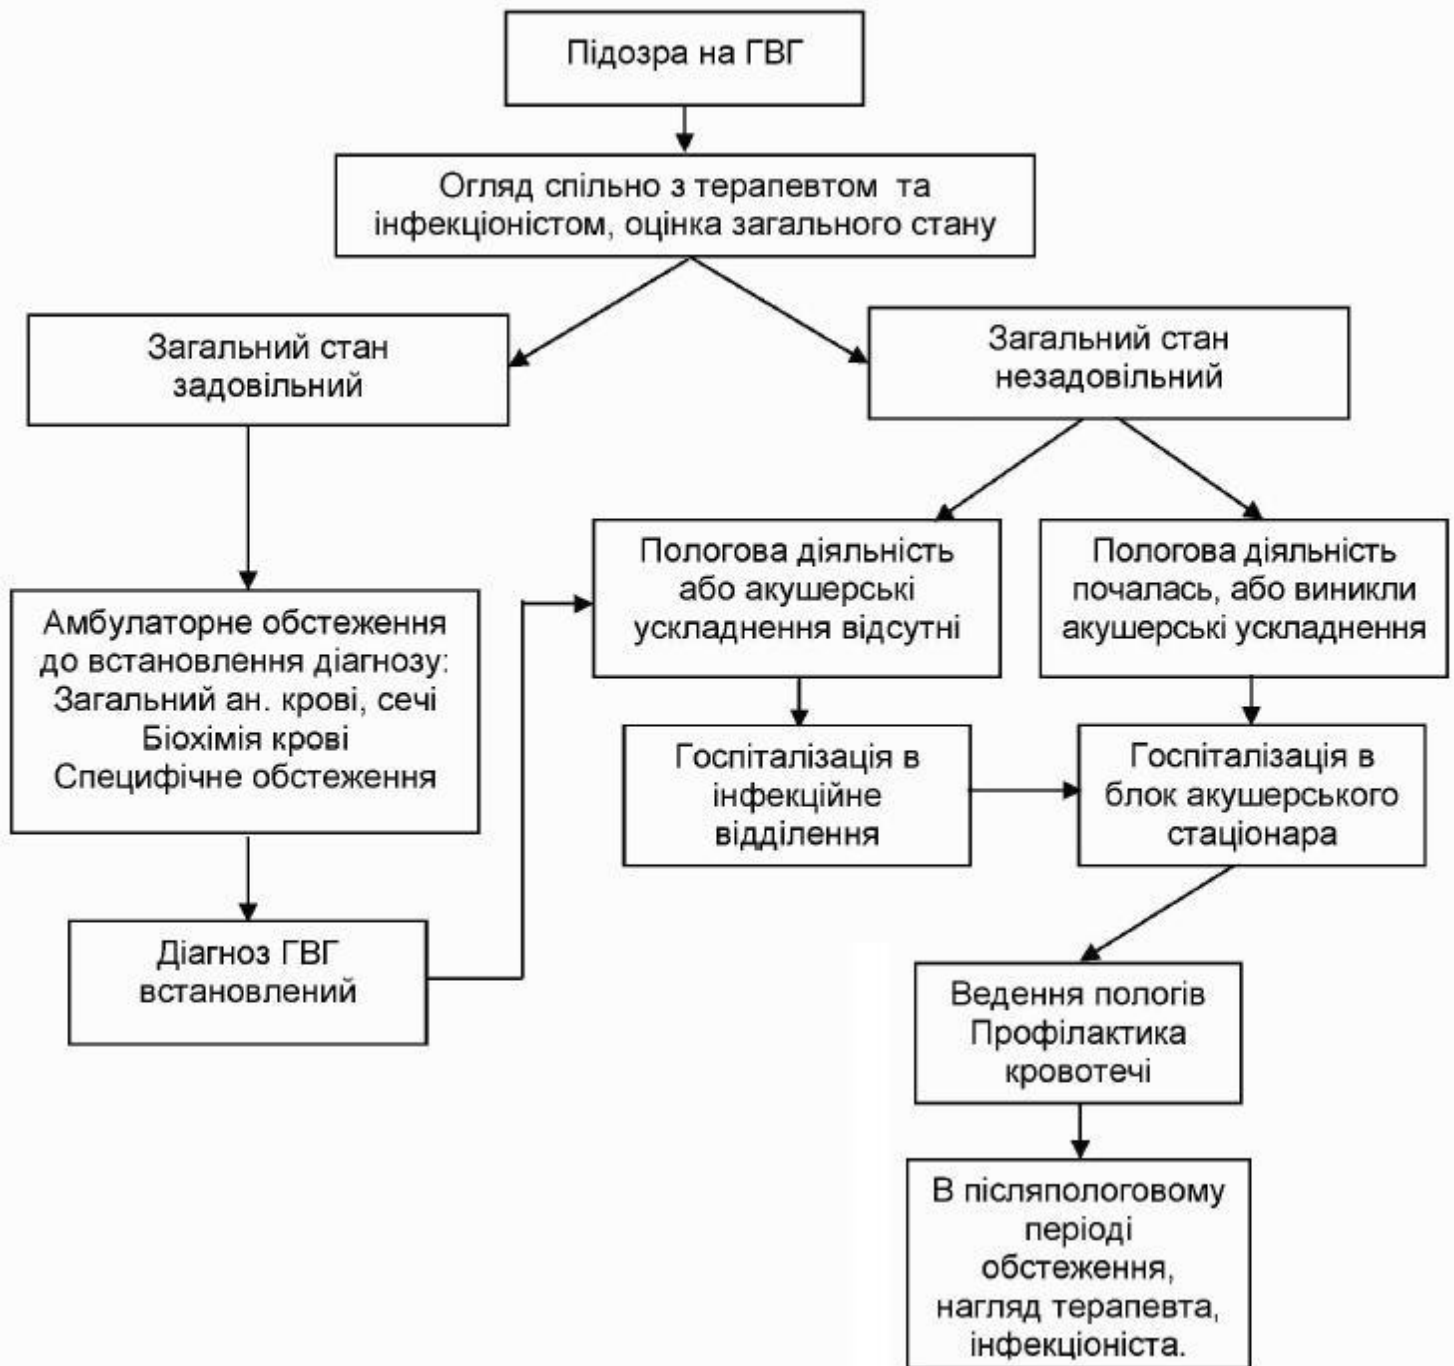 Підозра на ГВГ
Огляд спільно з терапевтом та
інфекціоністом, оцінка загального стану
Загальний стан
задовільний
Загальний стан
незадовільний
Амбулаторне обстеження
до встановлення діагнозу:
Загальний ан. крові, сечі
Біохімія крові
Специфічне обстеження
Пологова діяльність
або акушерські
ускладнення відсутні
Пологова діяльність
почалась, або виникли
акушерські ускладнення
Госпіталізація в
інфекційне
відділення
Госпіталізація в
блок акушерського
стаціонара
Діагноз ГВГ
встановлений
Ведення пологів
Профілактика
кровотечі
В післяпологовому
періоді
обстеження,
нагляд терапевта,
інфекціоніста.